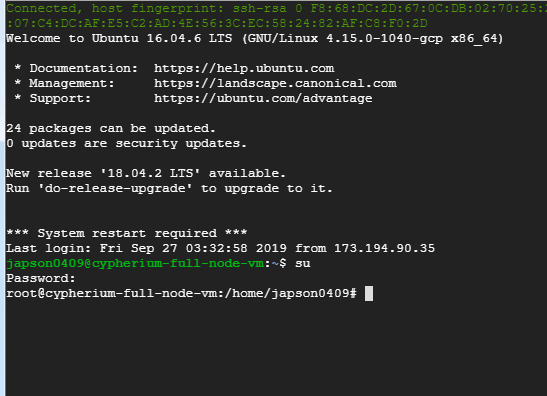 Connected, host fingerprint: ssh-rsa 0 F8:68:DC:2D:67:0C:DB:02:70:25:2
:07:C4:DC:AF:E5:C2:AD:4E:56:3C:EC:58:24:82:AF:C8:F0:2D
Welcome to Ubuntu 16.04.6 LTS (GNU/Linux 4.15.0-1040-gcp x86_64)
* Documentation: https://help.ubuntu.com
* Management: https://landscape.canonical.com
* Support: https://ubuntu.com/advantage
24 packages can be updated.
0 updates are security updates.
New release '18.04.2 LTS' available.
Run 'do-release-upgrade' to upgrade to it.
*** System restart required ***
Last login: Fri Sep 27 03:32:58 2019 from 173.194.90.35
japson0409@cypherium-full-node-vm:~$ su
Password:
root@cypherium-full-node-vm:/home/japson0409#